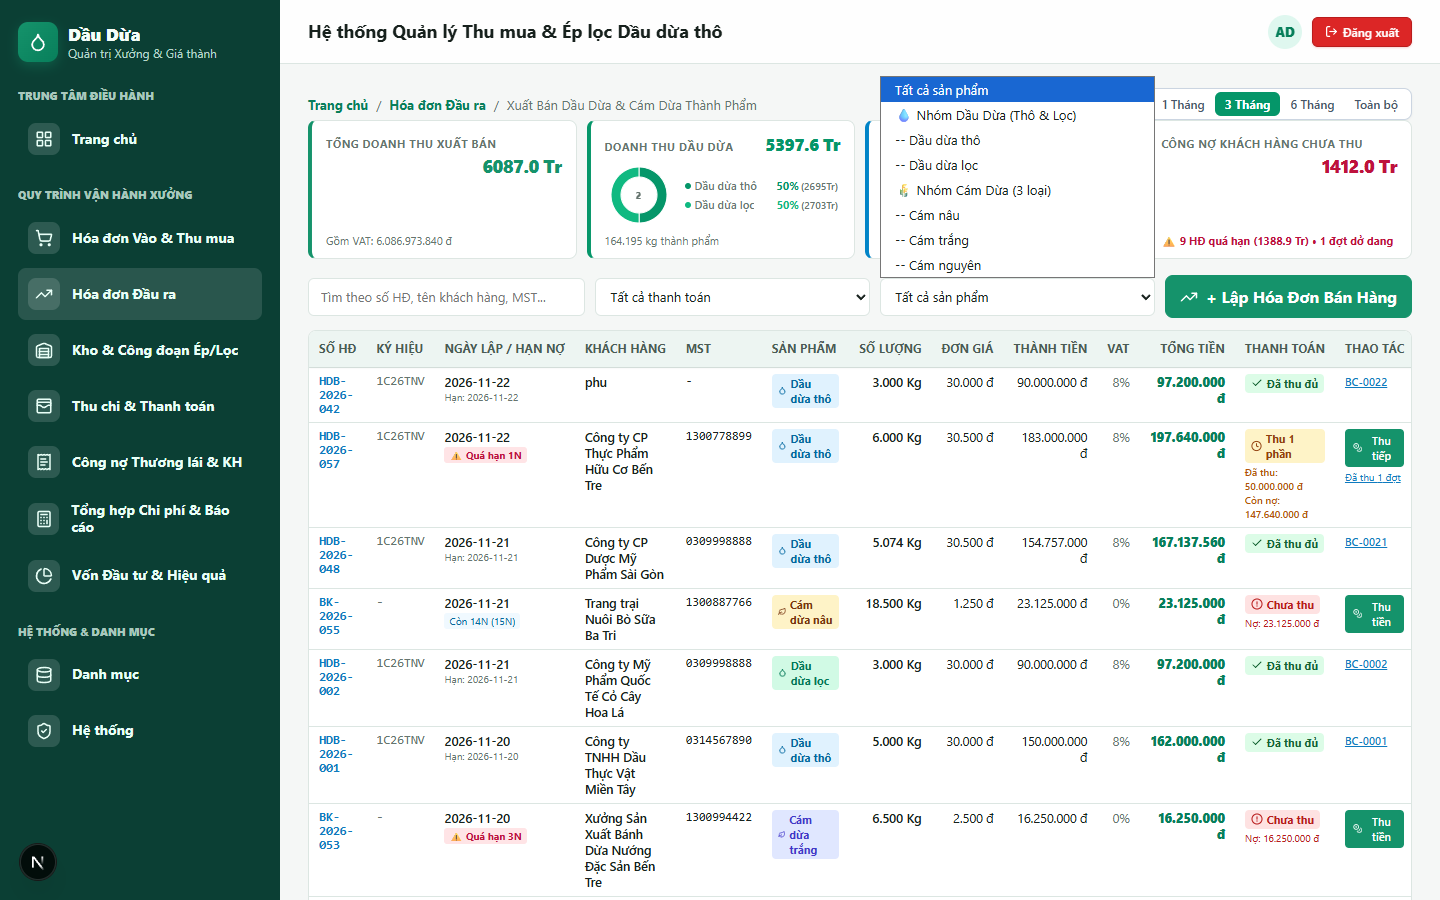 Dầu Dừa
Quản trị Xưởng & Giá thành
TRUNG TÂM ĐIỀU HÀNH
Trang chủ
QUY TRÌNH VẬN HÀNH XƯỞNG
Hóa đơn Vào & Thu mua
Hóa đơn Đầu ra
Kho & Công đoạn Ép/Lọc
Thu chi & Thanh toán
Công nợ Thương lái & KH
Tổng hợp Chi phí & Báo
cáo
Vốn Đầu tư & Hiệu quả
HỆ THỐNG & DANH MỤC
Danh mục
Hệ thống
N
Hệ thống Quản lý Thu mua & Ép lọc Dầu dừa thô
AD
Đăng xuất
Trang chủ / Hóa đơn Đầu ra / Xuất Bán Dầu Dừa & Cám Dừa Thành Phẩm
1 Tháng
3 Tháng
6 Tháng
Toàn bộ
TỔNG DOANH THU XUẤT BÁN
6087.0 Tr
Gồm VAT: 6.086.973.840 đ
DOANH THU DẦU DỪA
5397.6 Tr
2
Dầu dừa thô 50% (2695Tr)
Dầu dừa lọc 50% (2703Tr)
164.195 kg thành phẩm
CÔNG NỢ KHÁCH HÀNG CHƯA THU
1412.0 Tr
9 HĐ quá hạn (1388.9 Tr) • 1 đợt dở dang
Tất cả sản phẩm
Nhóm Dầu Dừa (Thô & Lọc)
-- Dầu dừa thô
-- Dầu dừa lọc
Nhóm Cám Dừa (3 loại)
-- Cám nâu
-- Cám trắng
-- Cám nguyên
Tìm theo số HĐ, tên khách hàng, MST...
Tất cả thanh toán
Tất cả sản phẩm
+ Lập Hóa Đơn Bán Hàng
SỐ HĐ KÝ HIỆU NGÀY LẬP / HẠN NỢ KHÁCH HÀNG MST SẢN PHẨM SỐ LƯỢNG ĐƠN GIÁ THÀNH TIỀN VAT TỔNG TIỀN THANH TOÁN THAO TÁC
HDB- 1C26TNV 2026-11-22 phu - Dầu 3.000 Kg 30.000 đ 90.000.000 đ 8% 97.200.000 Đã thu đủ BC-0022
2026- Hạn: 2026-11-22 dừa thô đ
042
HDB- 1C26TNV 2026-11-22 Công ty CP 1300778899 Dầu 6.000 Kg 30.500 đ 183.000.000 8% 197.640.000 Thu 1 Thu
2026- Quá hạn 1N Thực Phẩm dừa thô đ đ phần tiếp
057 Hữu Cơ Bến Đã thu: Đã thu 1 đợt
Tre 50.000.000 đ
Còn nợ:
147.640.000 đ
HDB- 1C26TNV 2026-11-21 Công ty CP 0309998888 Dầu 5.074 Kg 30.500 đ 154.757.000 8% 167.137.560 Đã thu đủ BC-0021
2026- Hạn: 2026-11-21 Dược Mỹ dừa thô đ đ
048 Phẩm Sài Gòn
BK- - 2026-11-21 Trang trại 1300887766 Cám 18.500 Kg 1.250 đ 23.125.000 đ 0% 23.125.000 Chưa thu Thu
2026- Còn 14N (15N) Nuôi Bò Sữa dừa nâu đ Nợ: 23.125.000 đ tiền
055 Ba Tri
HDB- 1C26TNV 2026-11-21 Công ty Mỹ 0309998888 Dầu 3.000 Kg 30.000 đ 90.000.000 đ 8% 97.200.000 Đã thu đủ BC-0002
2026- Hạn: 2026-11-21 Phẩm Quốc dừa lọc đ
002 Tế Cỏ Cây
Hoa Lá
HDB- 1C26TNV 2026-11-20 Công ty 0314567890 Dầu 5.000 Kg 30.000 đ 150.000.000 8% 162.000.000 Đã thu đủ BC-0001
2026- Hạn: 2026-11-20 TNHH Dầu dừa thô đ đ
001 Thực Vật
Miền Tây
BK- - 2026-11-20 Xưởng Sản 1300994422 Cám 6.500 Kg 2.500 đ 16.250.000 đ 0% 16.250.000 Chưa thu Thu
2026- Quá hạn 3N Xuất Bánh dừa đ Nợ: 16.250.000 đ tiền
053 Dừa Nướng trắng
Đặc Sản Bến
Tre